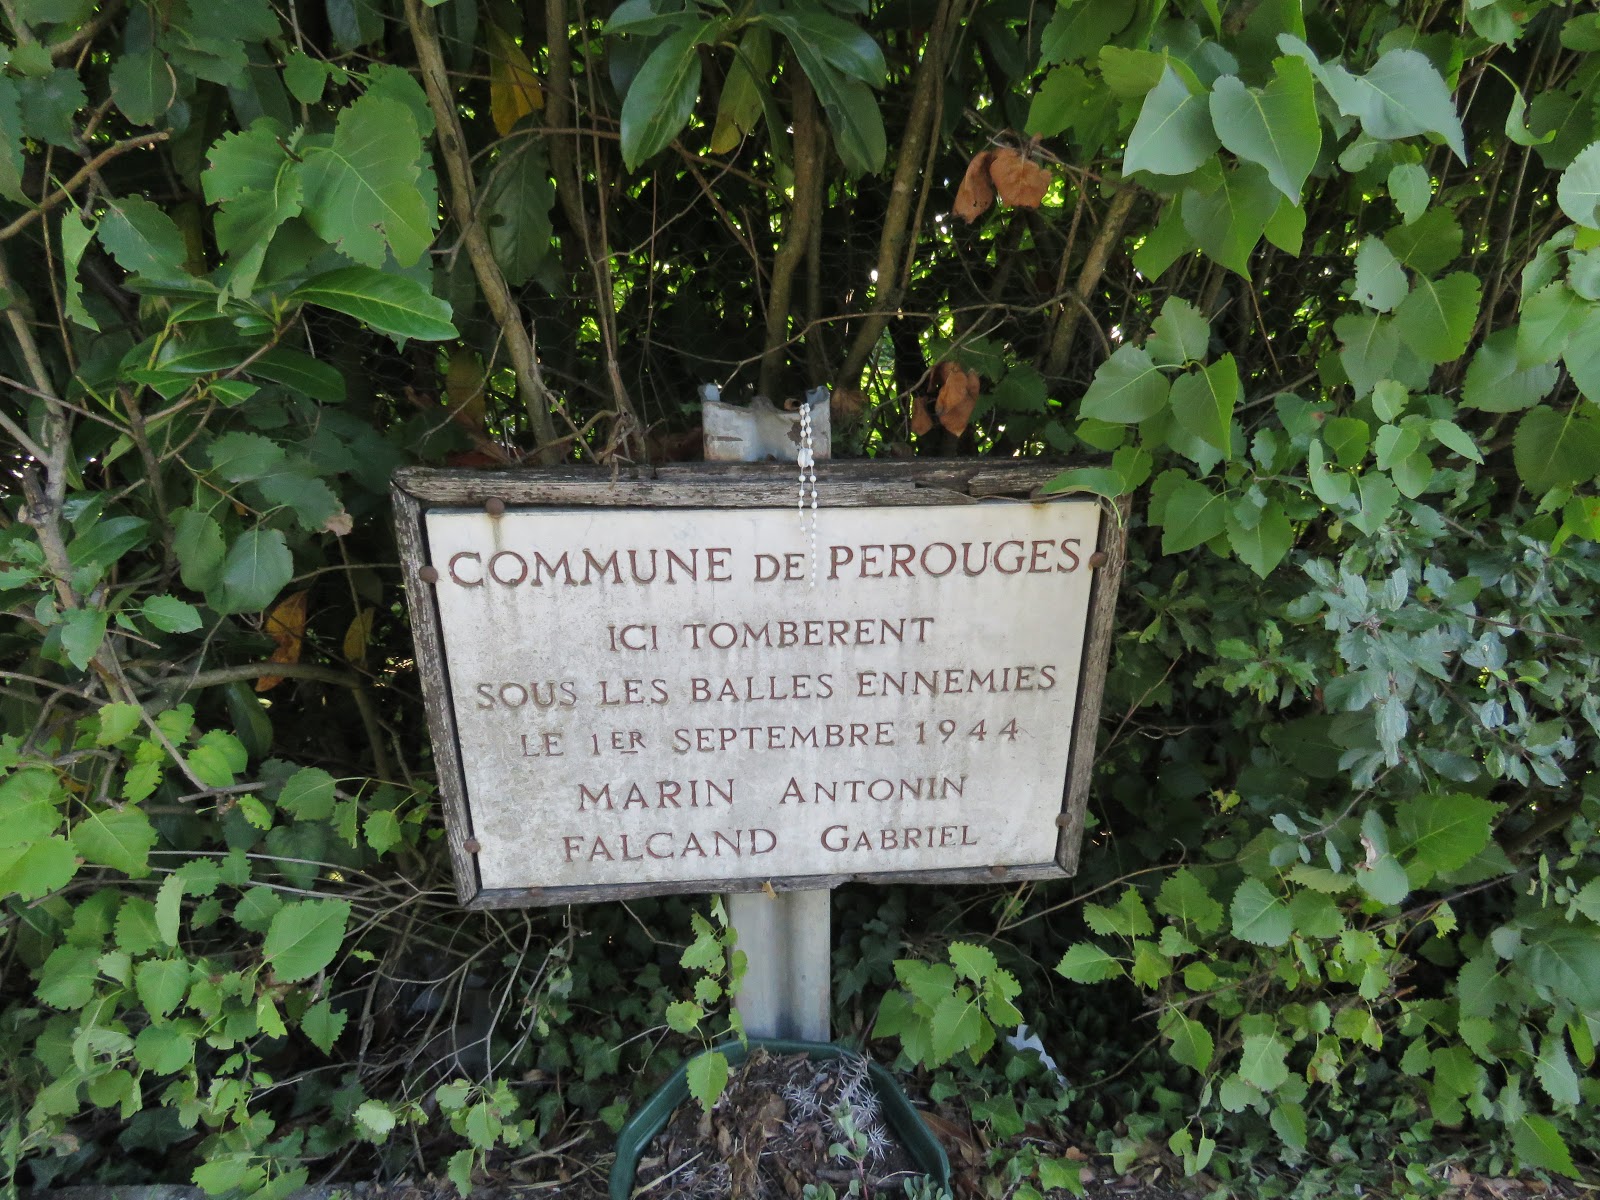 COMMUNE DE PEROUGES
ICI TOMBERENT
SOUS LES BALLES ENNEMIES
LE 1ER SEPTEMBRE 1944
MARIN ANTONIN
FALCAND GABRIEL